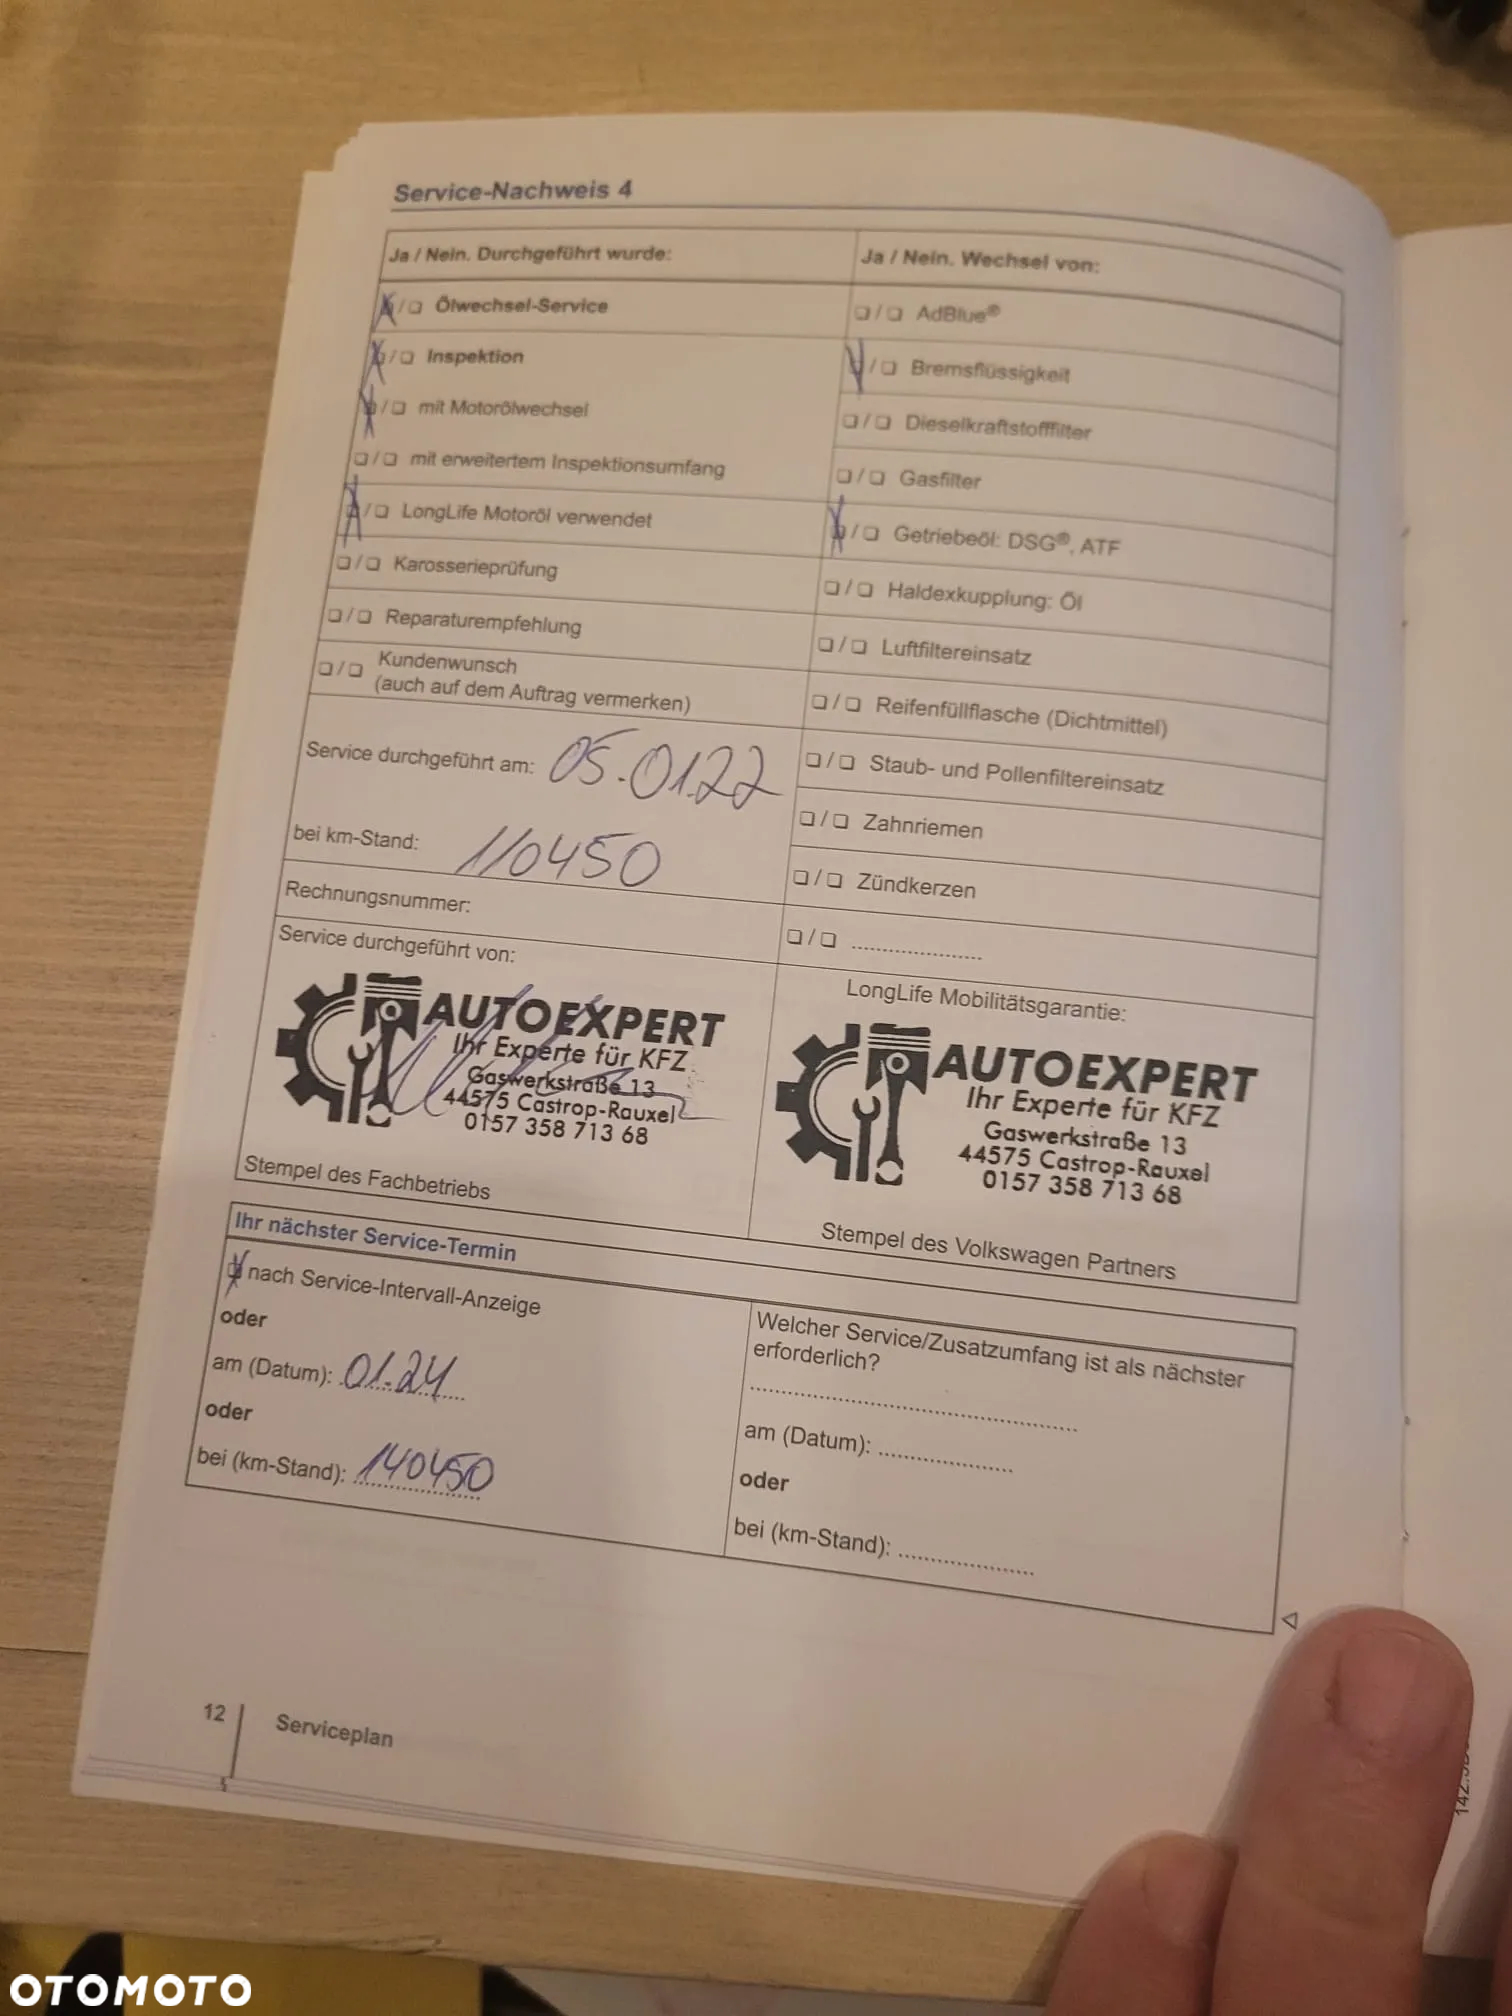 Service-Nachweis 4
Ja / Nein. Durchgeführt wurde:
☒/❏ Ölwechsel-Service
☒/❏ Inspektion
☒/❏ mit Motorölwechsel
❏/❏ mit erweitertem Inspektionsumfang
☒/❏ LongLife Motoröl verwendet
❏/❏ Karosserieprüfung
❏/❏ Reparaturempfehlung
❏/❏ Kundenwunsch
(auch auf dem Auftrag vermerken)
Service durchgeführt am: 05.01.22
bei km-Stand: 110450
Rechnungsnummer:
Service durchgeführt von:
AUTOEXPERT
Ihr Experte für KFZ
Gaswerkstraße 13
44575 Castrop-Rauxel
0157 358 713 68
Stempel des Fachbetriebs
Ja / Nein. Wechsel von:
❏/❏ AdBlue®
☒/❏ Bremsflüssigkeit
❏/❏ Dieselkraftstofffilter
❏/❏ Gasfilter
☒/❏ Getriebeöl: DSG®, ATF
❏/❏ Haldexkupplung: Öl
❏/❏ Luftfiltereinsatz
❏/❏ Reifenfüllflasche (Dichtmittel)
❏/❏ Staub- und Pollenfiltereinsatz
❏/❏ Zahnriemen
❏/❏ Zündkerzen
❏/❏ ....................
LongLife Mobilitätsgarantie:
AUTOEXPERT
Ihr Experte für KFZ
Gaswerkstraße 13
44575 Castrop-Rauxel
0157 358 713 68
Stempel des Volkswagen Partners
Ihr nächster Service-Termin
☒ nach Service-Intervall-Anzeige
oder
am (Datum): 01.24
oder
bei (km-Stand): 140450
Welcher Service/Zusatzumfang ist als nächster
erforderlich?
..................................................
am (Datum): ....................
oder
bei (km-Stand): ....................
12
Serviceplan
OTOMOTO